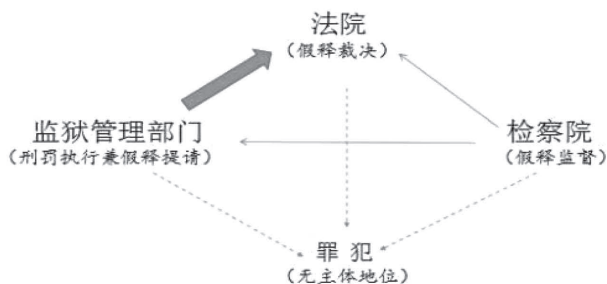 法院
(假释裁决)
监狱管理部门
(刑罚执行兼假释提请)
检察院
(假释监督)
罪 犯
(无主体地位)